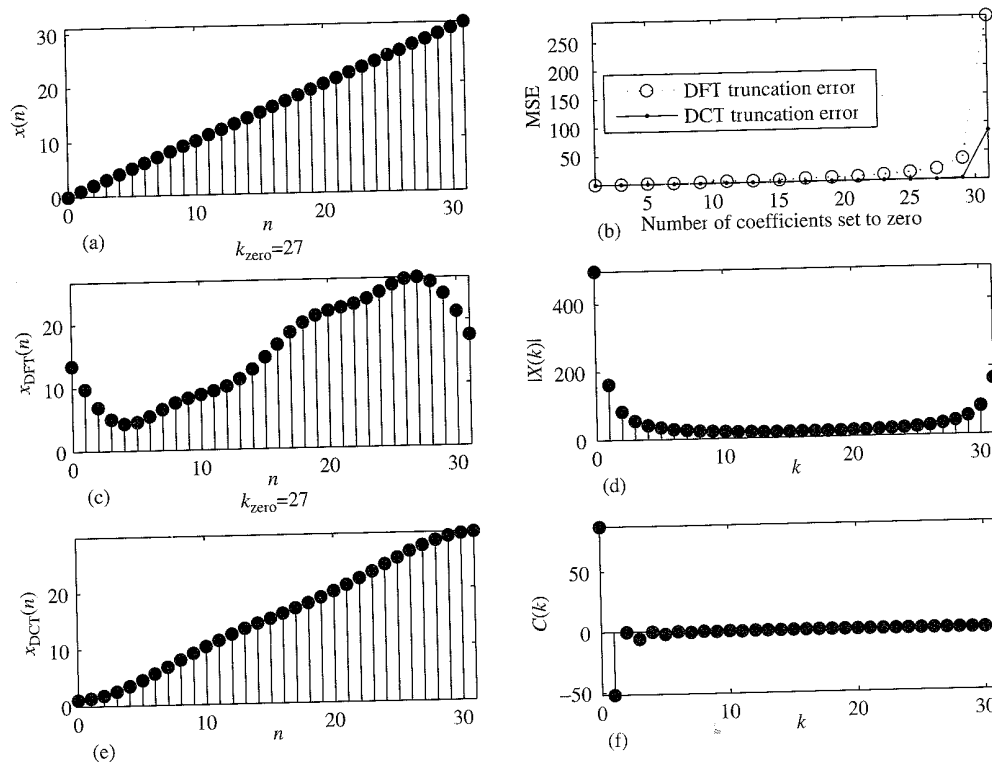 30
20
10
0
x(n)
0
10
20
30
n
(a)
250
200
150
100
50
MSE
DFT truncation error
DCT truncation error
5
10
15
20
25
30
Number of coefficients set to zero
(b)
k_zero=27
20
10
0
x_DFT(n)
0
10
20
30
n
(c)
400
200
0
|X(k)|
0
10
20
30
k
(d)
k_zero=27
20
10
0
x_DCT(n)
0
10
20
30
n
(e)
50
0
−50
C(k)
0
10
20
30
k
(f)